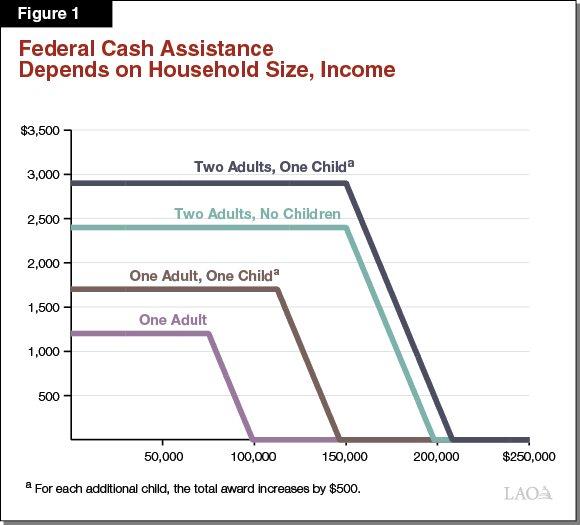 Figure 1
Federal Cash Assistance
Depends on Household Size, Income
$3,500
3,000
2,500
2,000
1,500
1,000
500
Two Adults, One Childa
Two Adults, No Children
One Adult, One Childa
One Adult
50,000
100,000
150,000
200,000
$250,000
a For each additional child, the total award increases by $500.
LAO